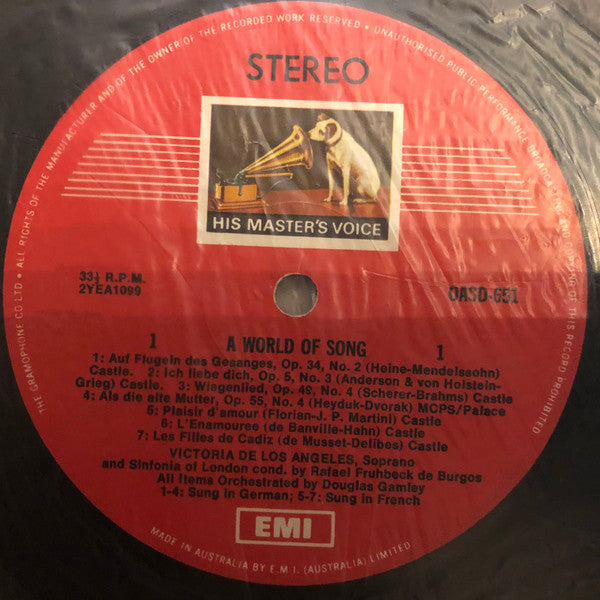 THE GRAMOPHONE CO LTD • ALL RIGHTS OF THE MANUFACTURER AND OF THE OWNER OF THE RECORDED WORK RESERVED • UNAUTHORISED PUBLIC PERFORMANCE BROADCASTING AND COPYING OF THIS RECORD PROHIBITED
STEREO
HIS MASTER'S VOICE
33⅓ R.P.M.
2YEA1099
OASD-651
1 A WORLD OF SONG 1
1: Auf Flugeln des Gesanges, Op. 34, No. 2 (Heine-Mendelssohn)
Castle. 2: Ich liebe dich, Op. 5, No. 3 (Anderson & von Holstein-
Grieg) Castle. 3: Wiegenlied, Op. 49, No. 4 (Scherer-Brahms) Castle
4: Als die alte Mutter, Op. 55, No. 4 (Heyduk-Dvorak) MCPS/Palace
5: Plaisir d'amour (Florian-J. P. Martini) Castle
6: L'Enamouree (de Banville-Hahn) Castle
7: Les Filles de Cadiz (de Musset-Delibes) Castle
VICTORIA DE LOS ANGELES, Soprano
and Sinfonia of London cond. by Rafael Fruhbeck de Burgos
All Items Orchestrated by Douglas Gamley
1-4: Sung in German; 5-7: Sung in French
EMI
MADE IN AUSTRALIA BY E.M.I. (AUSTRALIA) LIMITED